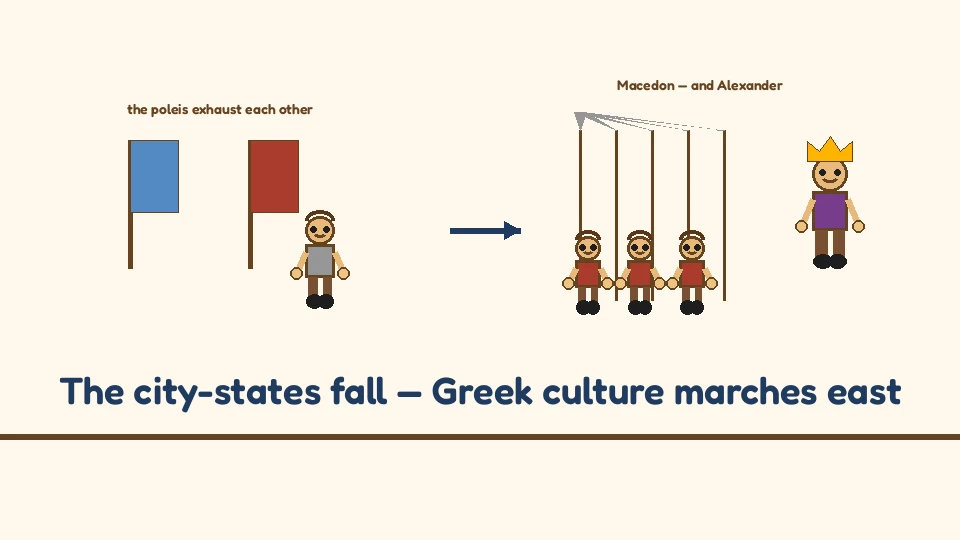 the poleis exhaust each other
Macedon — and Alexander
The city-states fall — Greek culture marches east